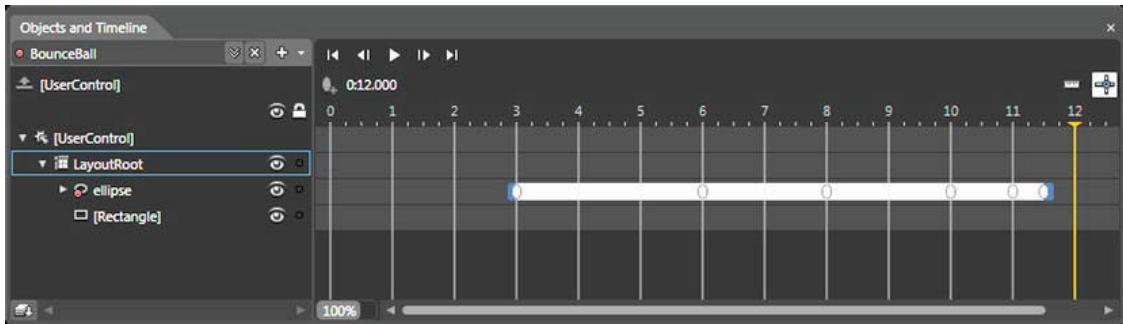 Objects and Timeline
BounceBall
[UserControl]
0:12.000
0 1 2 3 4 5 6 7 8 9 10 11 12
[UserControl]
LayoutRoot
ellipse
[Rectangle]
100%